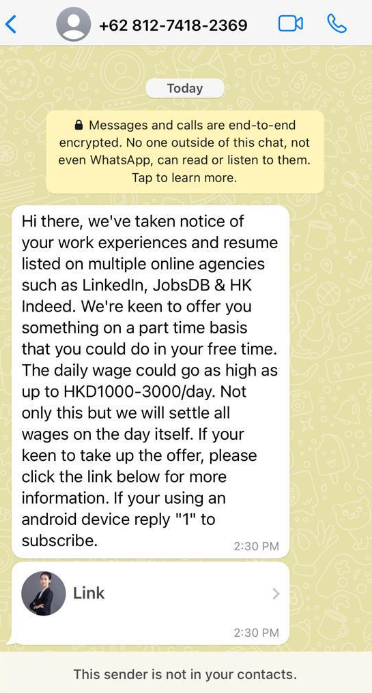 +62 812-7418-2369
Today
Messages and calls are end-to-end
encrypted. No one outside of this chat, not
even WhatsApp, can read or listen to them.
Tap to learn more.
Hi there, we've taken notice of
your work experiences and resume
listed on multiple online agencies
such as LinkedIn, JobsDB & HK
Indeed. We're keen to offer you
something on a part time basis
that you could do in your free time.
The daily wage could go as high as
up to HKD1000-3000/day. Not
only this but we will settle all
wages on the day itself. If your
keen to take up the offer, please
click the link below for more
information. If your using an
android device reply "1" to
subscribe.
2:30 PM
Link
2:30 PM
This sender is not in your contacts.